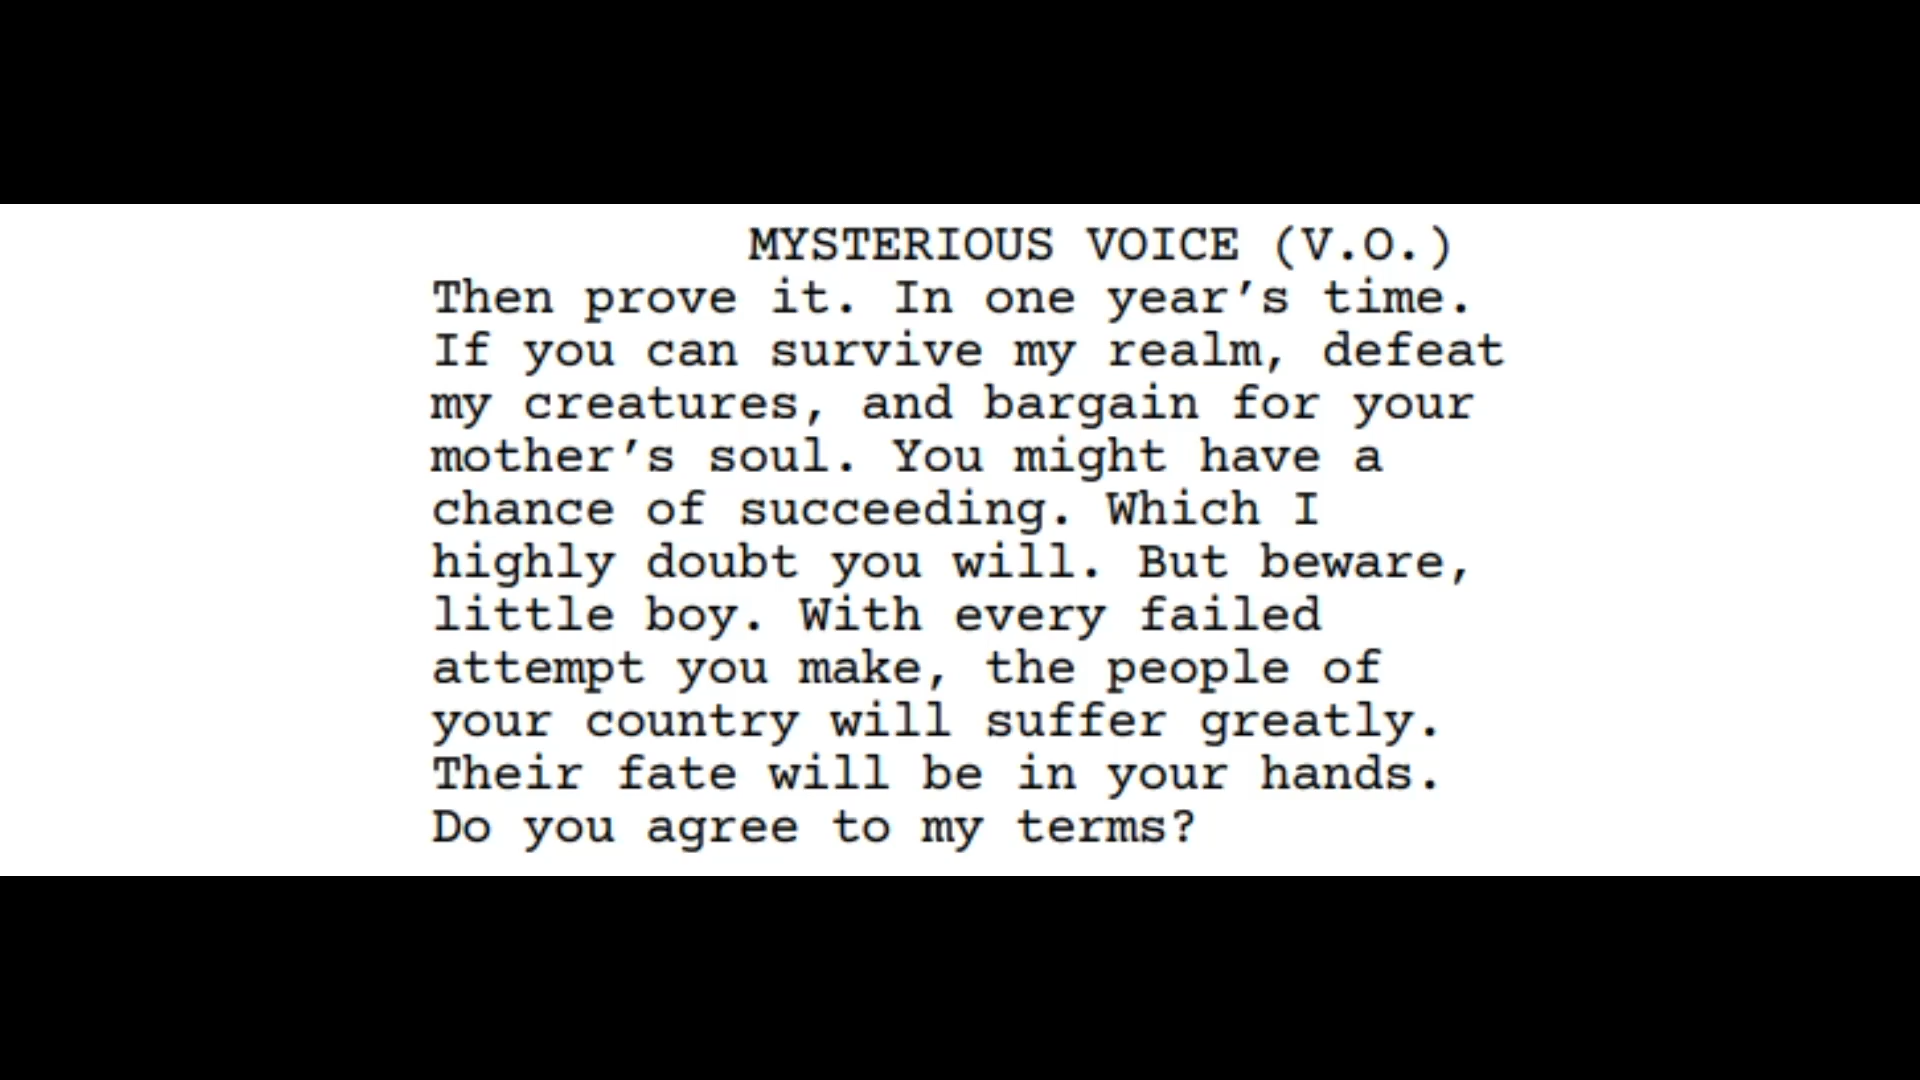 MYSTERIOUS VOICE (V.O.)
Then prove it. In one year’s time.
If you can survive my realm, defeat
my creatures, and bargain for your
mother’s soul. You might have a
chance of succeeding. Which I
highly doubt you will. But beware,
little boy. With every failed
attempt you make, the people of
your country will suffer greatly.
Their fate will be in your hands.
Do you agree to my terms?